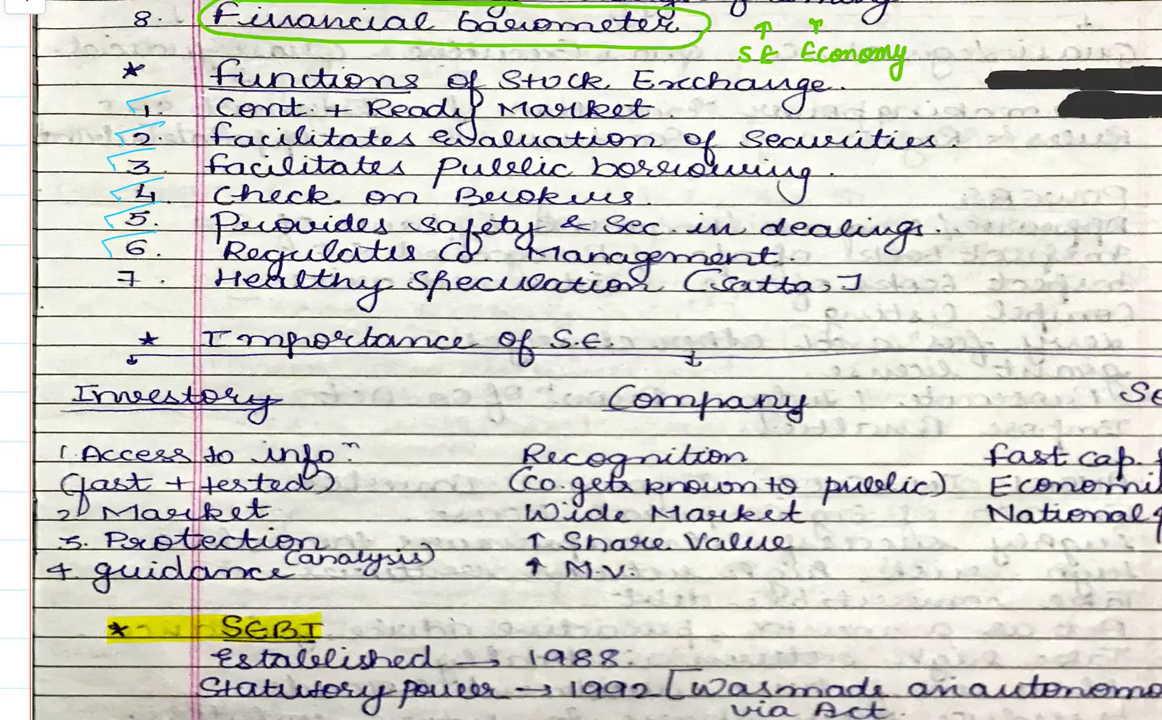 8. Financial barometer
↑ ↑
SE Economy
* Functions of Stock Exchange.
1. Cont. + Ready Market.
2. Facilitates evaluation of securities.
3. Facilitates public borrowing.
4. Check on Brokers.
5. Provides safety & Sec. in dealings.
6. Regulates Co. Management.
7. Healthy Speculation (Satta)
* Importance of S.E.
Investory Company
1. Access to infoⁿ Recognition Fast cap.
(fast + tested) (Co. gets known to public)
2) Market Wide Market National
3. Protection ↑ Share Value
4. guidance (analysis) ↑ M.V.
* SEBI
Established → 1988.
Statutory power → 1992 [Was made an autonomo
via Act.